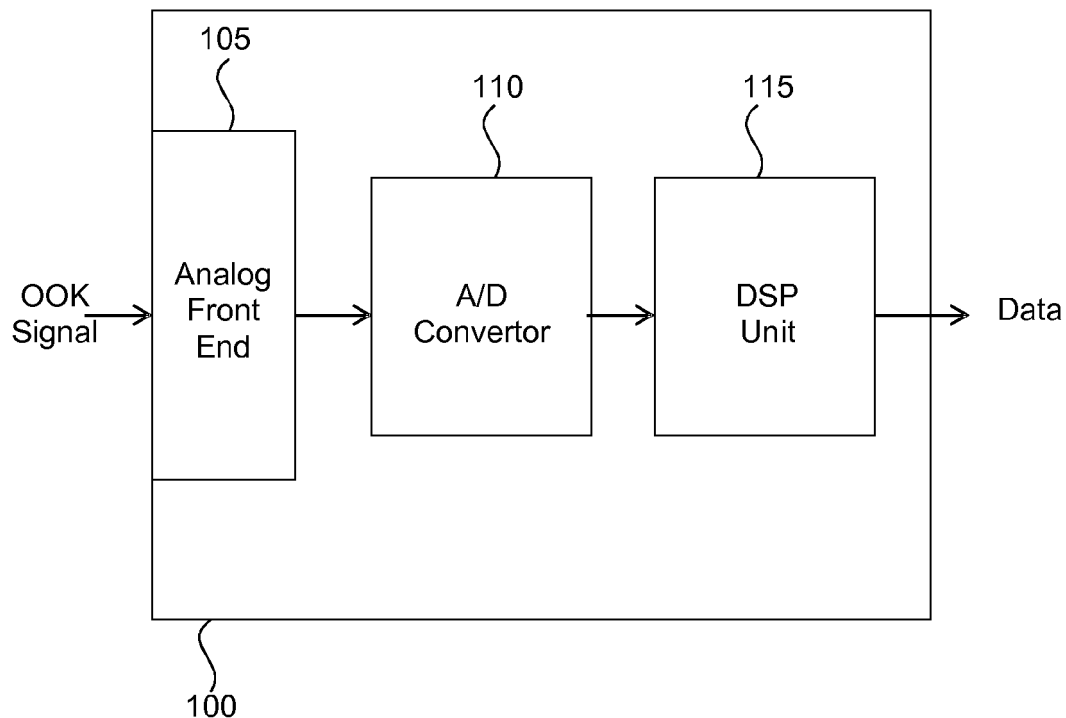 105
110
115
OOK
Signal
Analog
Front
End
A/D
Convertor
DSP
Unit
Data
100